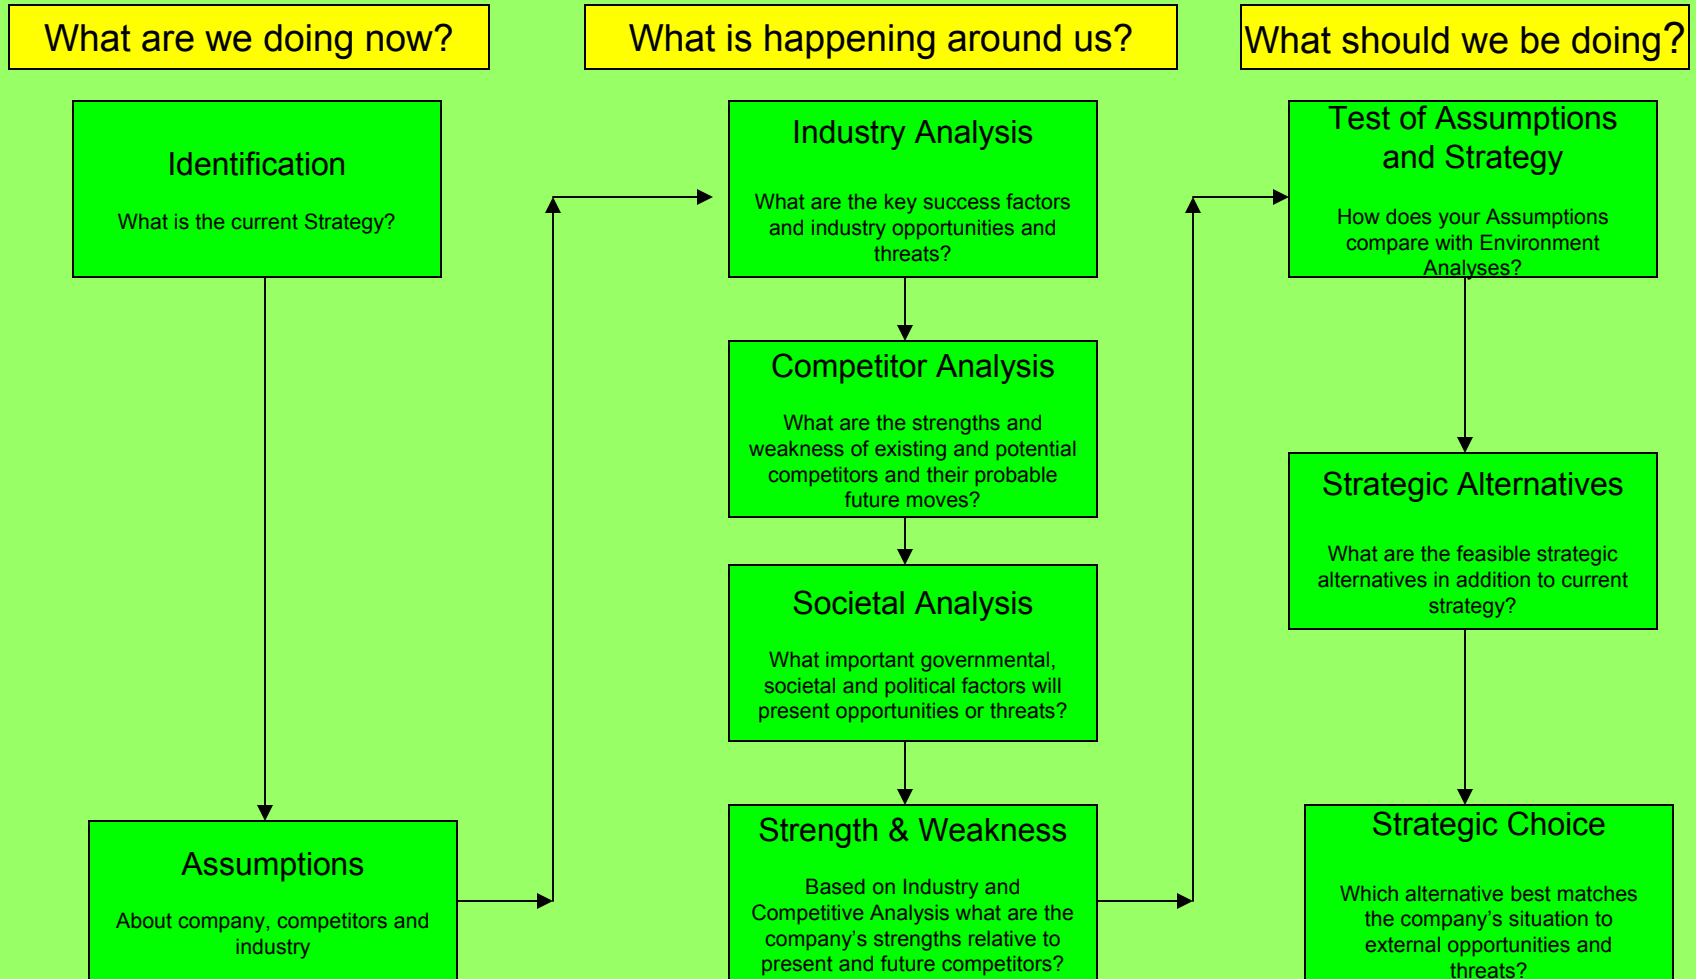 What are we doing now?
What is happening around us?
What should we be doing?
Identification
What is the current Strategy?
Assumptions
About company, competitors and
industry
Industry Analysis
What are the key success factors
and industry opportunities and
threats?
Competitor Analysis
What are the strengths and
weakness of existing and potential
competitors and their probable
future moves?
Societal Analysis
What important governmental,
societal and political factors will
present opportunities or threats?
Strength & Weakness
Based on Industry and
Competitive Analysis what are the
company’s strengths relative to
present and future competitors?
Test of Assumptions
and Strategy
How does your Assumptions
compare with Environment
Analyses?
Strategic Alternatives
What are the feasible strategic
alternatives in addition to current
strategy?
Strategic Choice
Which alternative best matches
the company’s situation to
external opportunities and
threats?